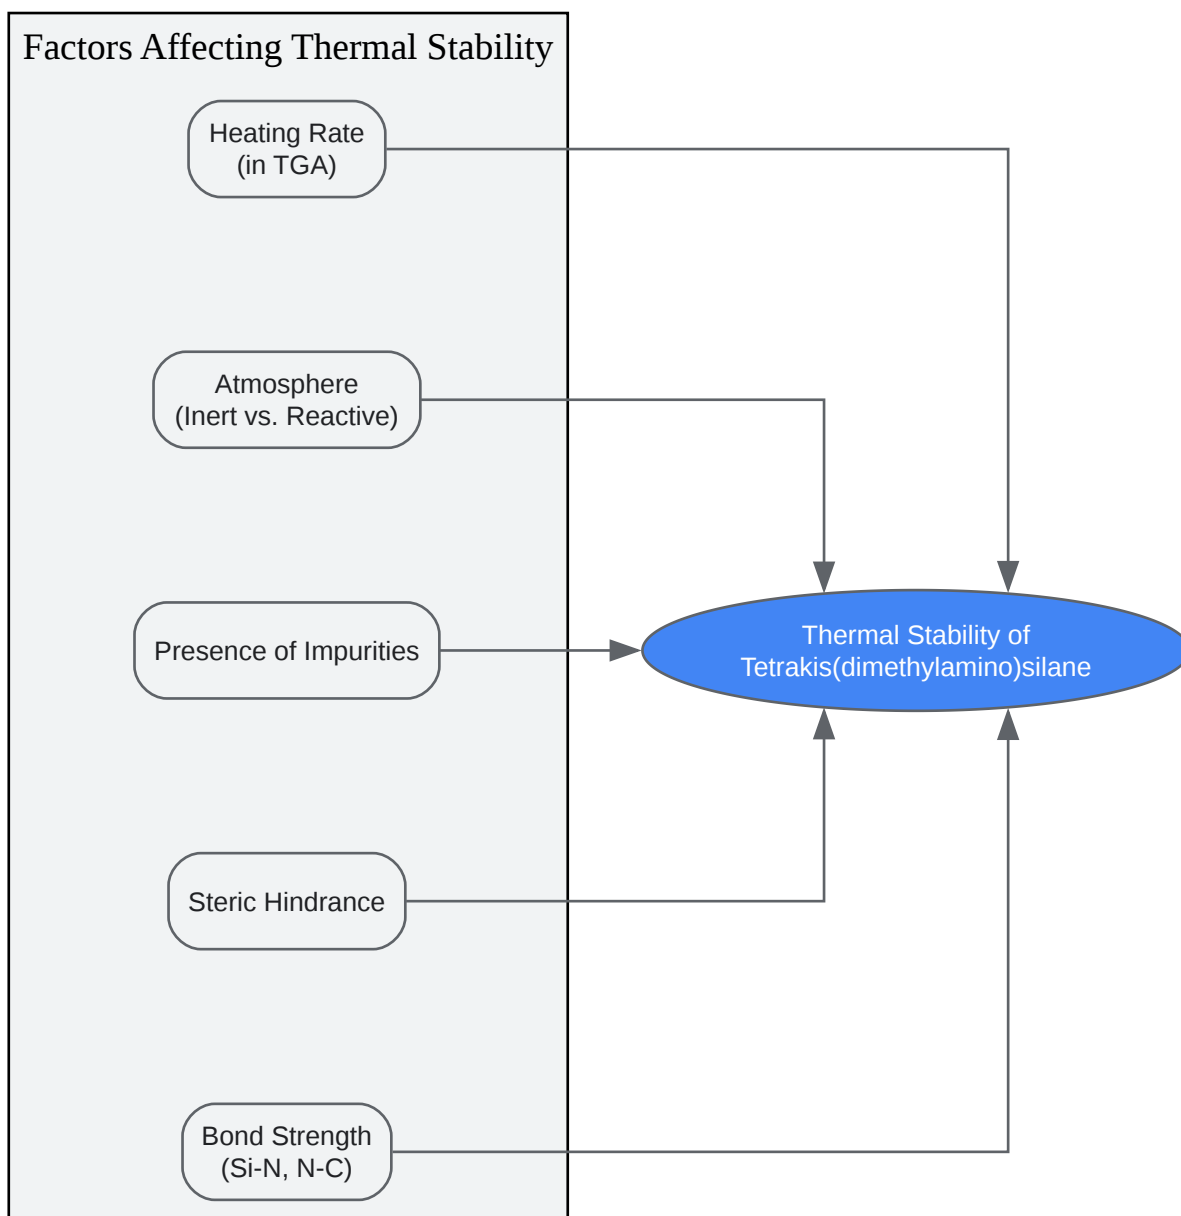 Factors Affecting Thermal Stability
Heating Rate
(in TGA)
Atmosphere
(Inert vs. Reactive)
Presence of Impurities
Thermal Stability of
Tetrakis(dimethylamino)silane
Steric Hindrance
Bond Strength
(Si-N, N-C)